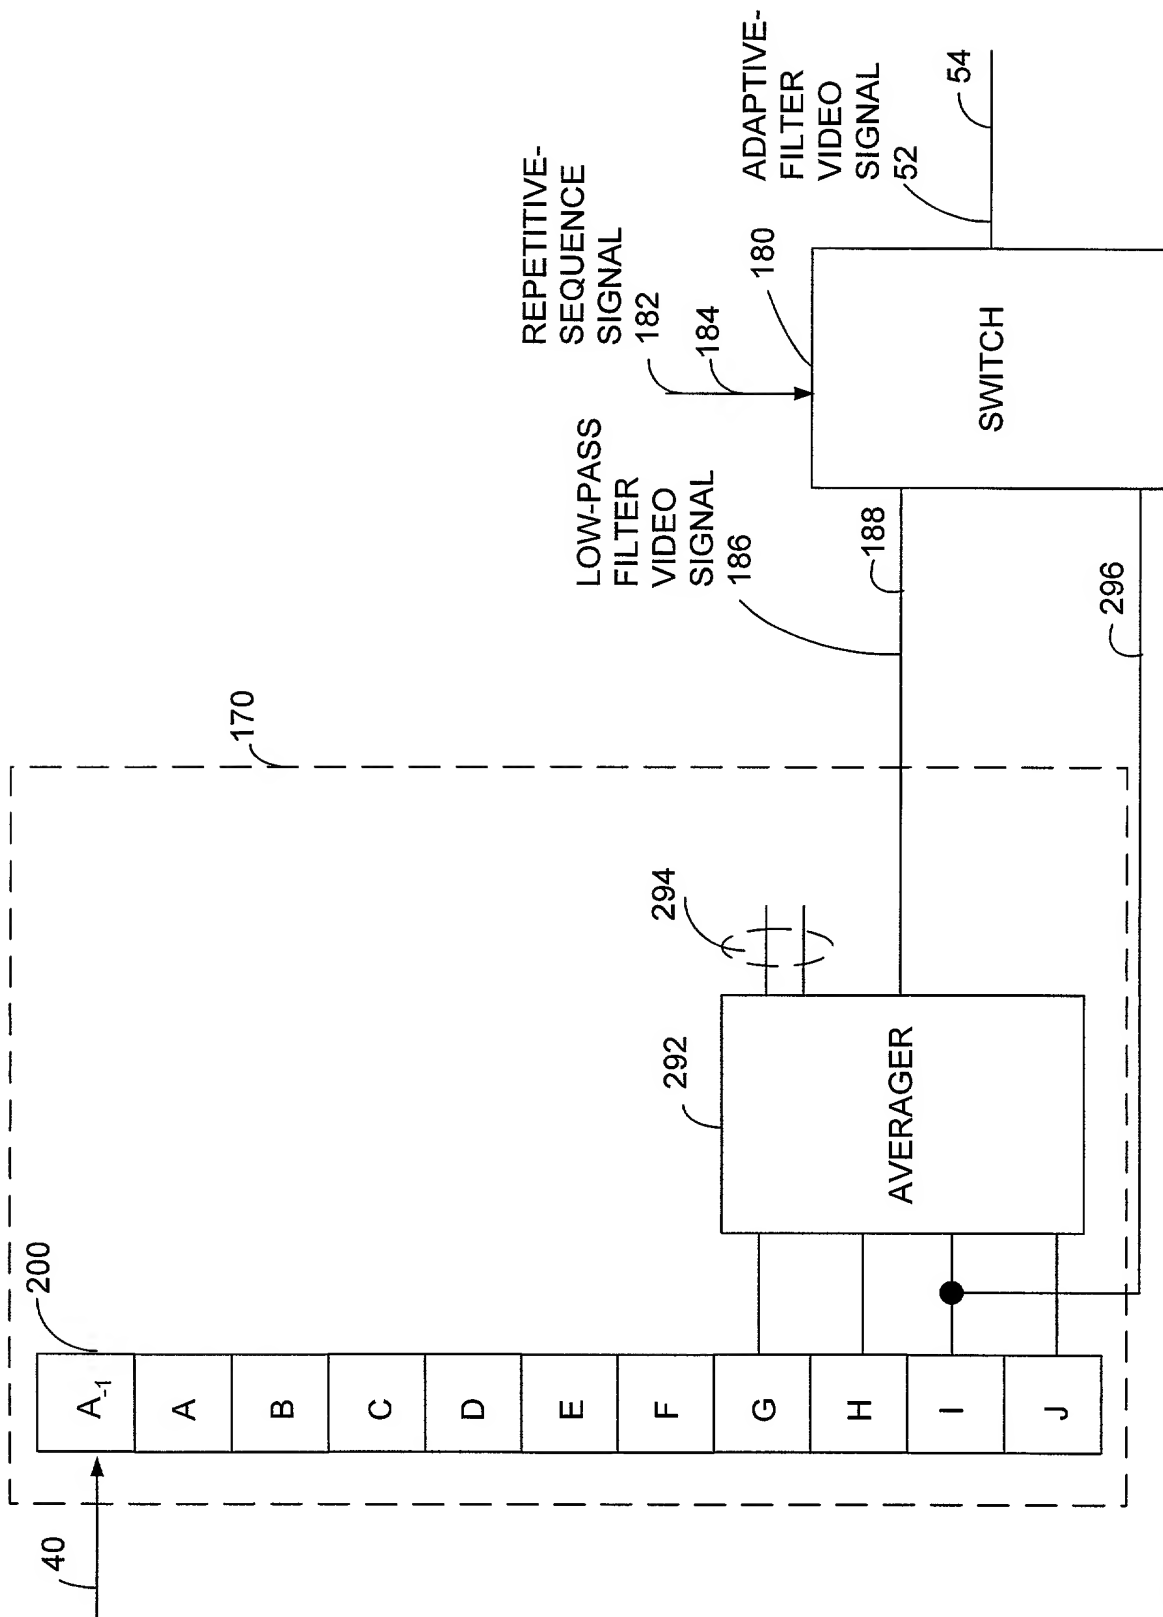 40
200
A-1
A
B
C
D
E
F
G
H
I
J
170
292
AVERAGER
294
LOW-PASS
FILTER
VIDEO
SIGNAL
186
188
296
REPETITIVE-
SEQUENCE
SIGNAL
182
184
180
SWITCH
ADAPTIVE-
FILTER
VIDEO
SIGNAL
52
54